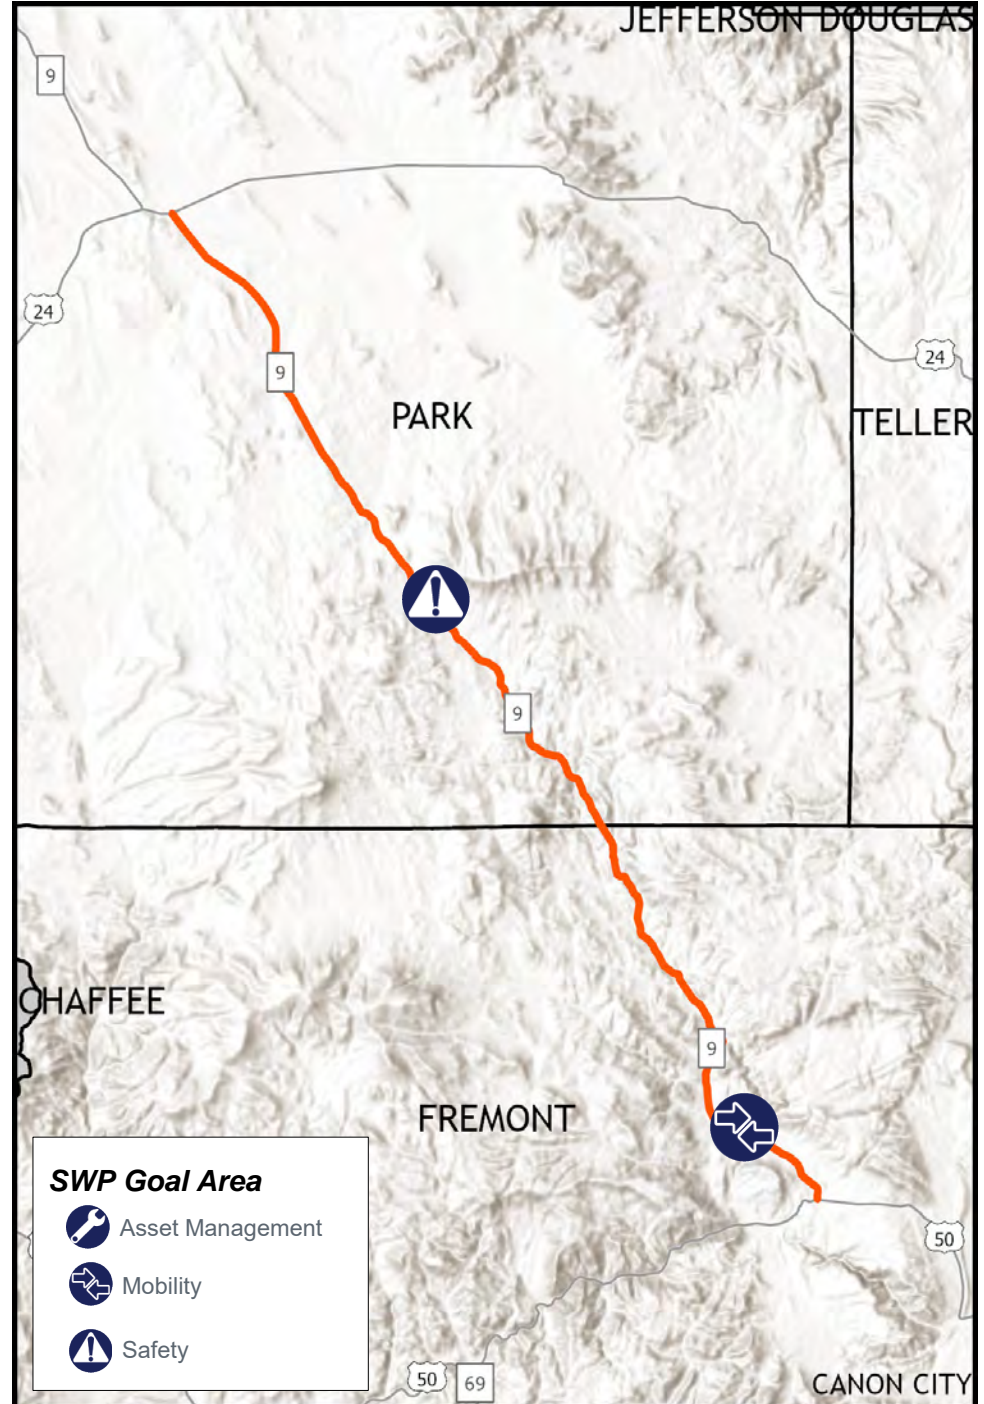 JEFFERSON DOUGLAS
9
24
9
24
PARK
TELLER
9
CHAFFEE
9
FREMONT
SWP Goal Area
Asset Management
Mobility
Safety
50
50
69
CANON CITY